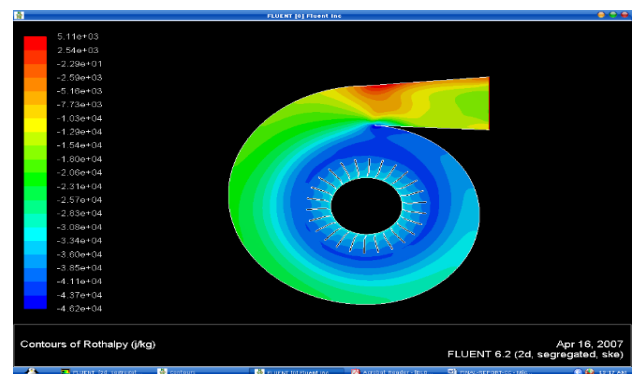 FLUENT [0] Fluent Inc
5.11e+03
2.54e+03
-2.29e+01
-2.59e+03
-5.16e+03
-7.73e+03
-1.03e+04
-1.29e+04
-1.54e+04
-1.80e+04
-2.06e+04
-2.31e+04
-2.57e+04
-2.83e+04
-3.08e+04
-3.34e+04
-3.60e+04
-3.85e+04
-4.11e+04
-4.37e+04
-4.62e+04
Contours of Rothalpy (j/kg)
Apr 16, 2007
FLUENT 6.2 (2d, segregated, ske)